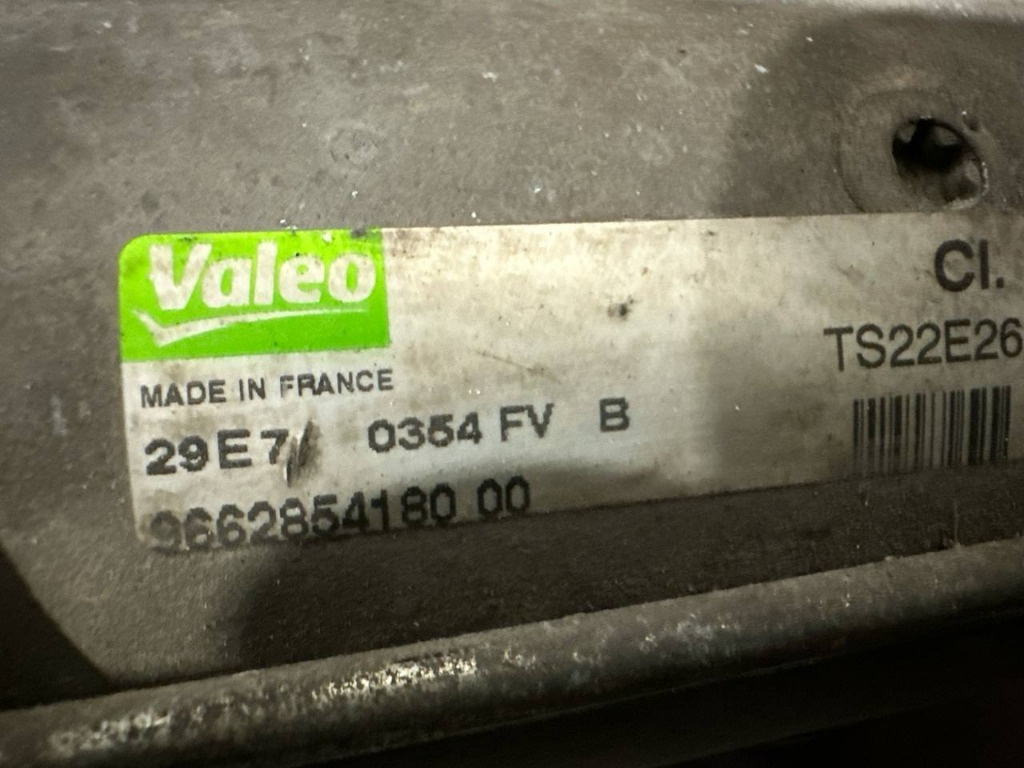 Valeo
Cl.
TS22E26
MADE IN FRANCE
29E7 0354 FV B
9662854180 00